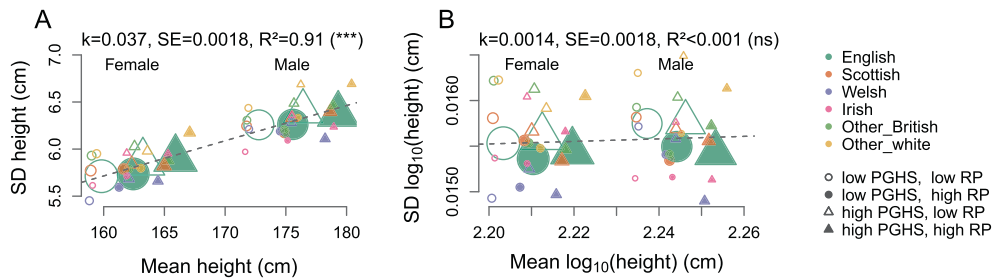 A
k=0.037, SE=0.0018, R²=0.91 (***)
Female
Male
SD height (cm)
7.0
6.5
6.0
5.5
160
165
170
175
180
Mean height (cm)
B
k=0.0014, SE=0.0018, R²<0.001 (ns)
Female
Male
SD log₁₀(height) (cm)
0.0160
0.0150
2.20
2.22
2.24
2.26
Mean log₁₀(height) (cm)
English
Scottish
Welsh
Irish
Other_British
Other_white
low PGHS, low RP
low PGHS, high RP
high PGHS, low RP
high PGHS, high RP